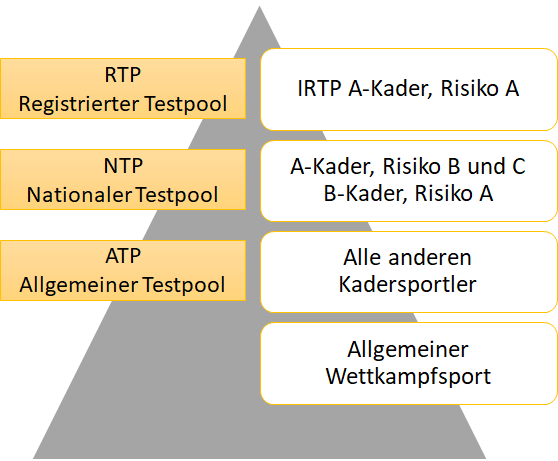 RTP
Registrierter Testpool
IRTP A-Kader, Risiko A
NTP
Nationaler Testpool
A-Kader, Risiko B und C
B-Kader, Risiko A
ATP
Allgemeiner Testpool
Alle anderen
Kadersportler
Allgemeiner
Wettkampfsport